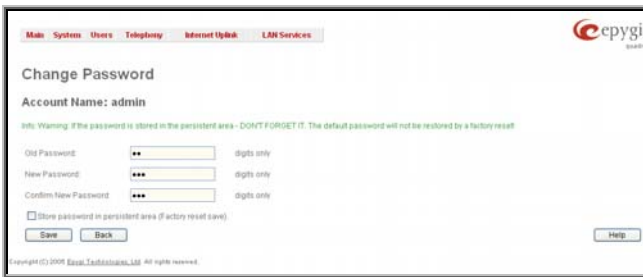 Main System Users Telephony Internet Uplink LAN Services
epygi
quadro
Change Password
Account Name: admin
Info: Warning: If the password is stored in the persistent area - DON'T FORGET IT. The default password will not be restored by a factory reset!
Old Password: •• digits only
New Password: ••• digits only
Confirm New Password ••• digits only
Store password in persistent area (Factory reset save)
Save Back Help
Copyright (C) 2005 Epygi Technologies, Ltd. All rights reserved.